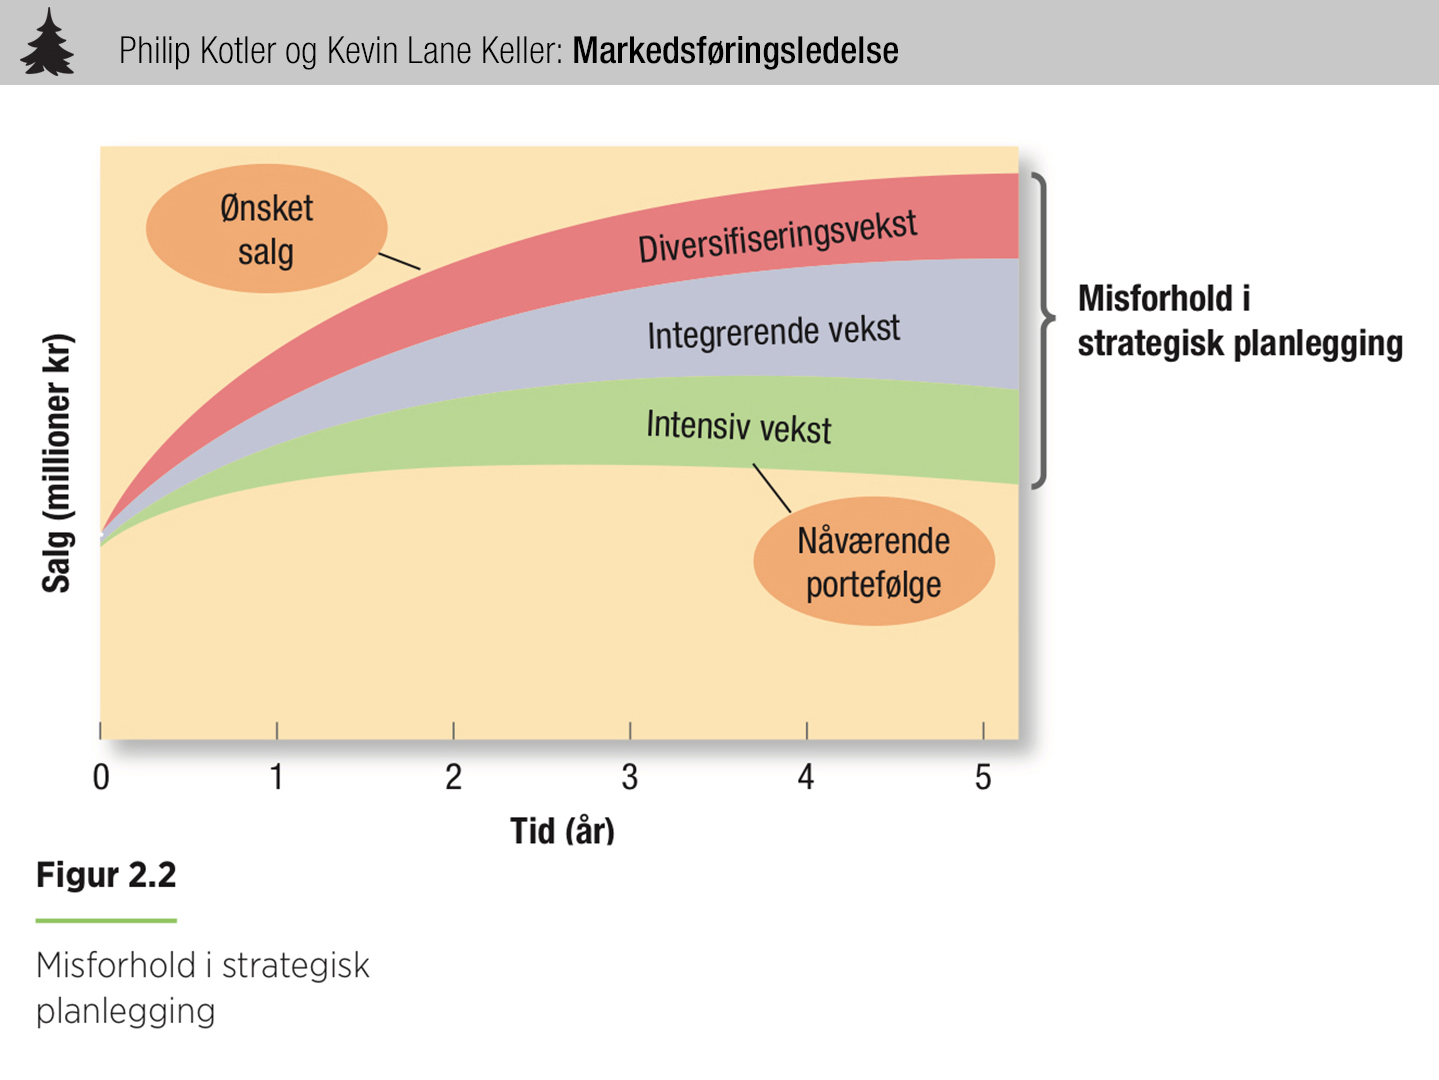 Philip Kotler og Kevin Lane Keller: Markedsføringsledelse
Ønsket
salg
Diversifiseringsvekst
Integrerende vekst
Intensiv vekst
Nåværende
portefølge
Misforhold i
strategisk planlegging
Salg (millioner kr)
0 1 2 3 4 5
Tid (år)
Figur 2.2
Misforhold i strategisk
planlegging